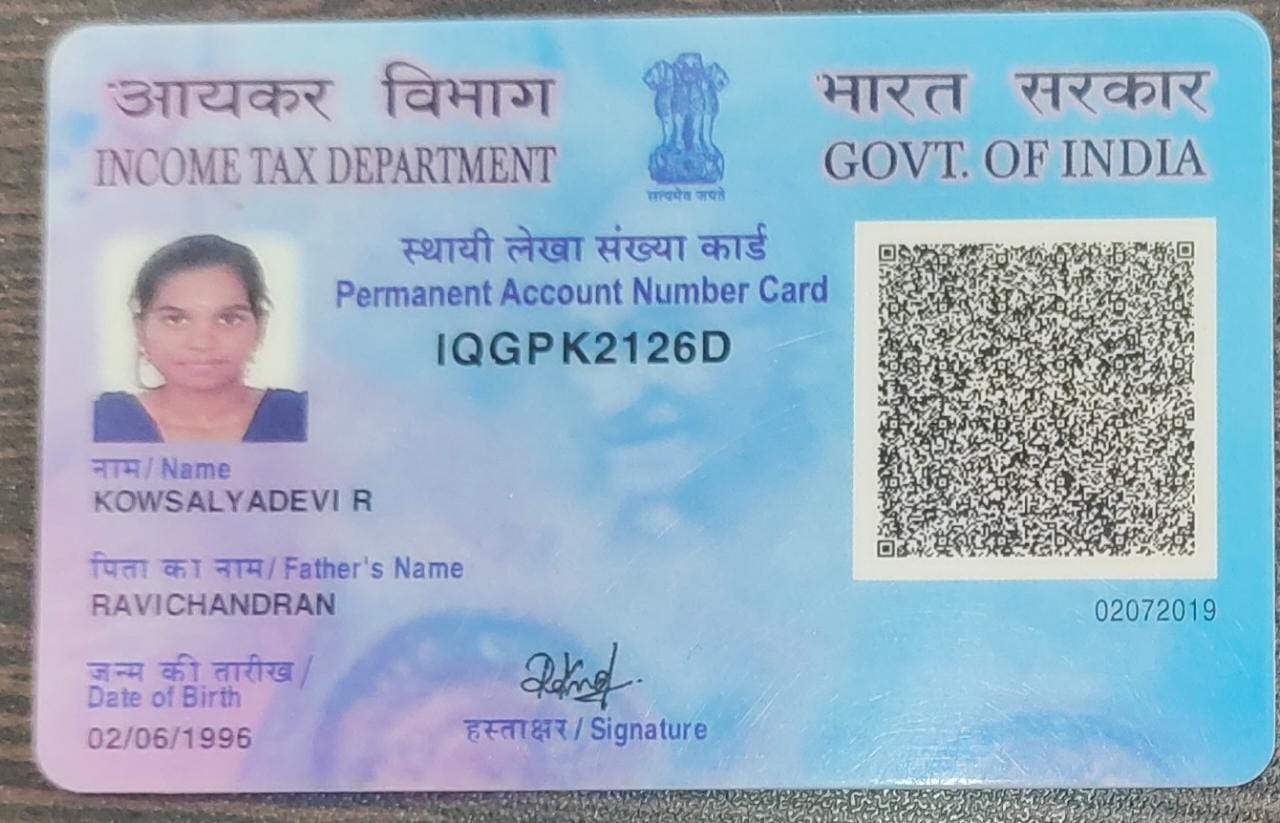 आयकर विभाग
INCOME TAX DEPARTMENT
सत्यमेव जयते
भारत सरकार
GOVT. OF INDIA
स्थायी लेखा संख्या कार्ड
Permanent Account Number Card
IQGPK2126D
नाम / Name
KOWSALYADEVI R
पिता का नाम / Father's Name
RAVICHANDRAN
02072019
जन्म की तारीख /
Date of Birth
02/06/1996
हस्ताक्षर / Signature